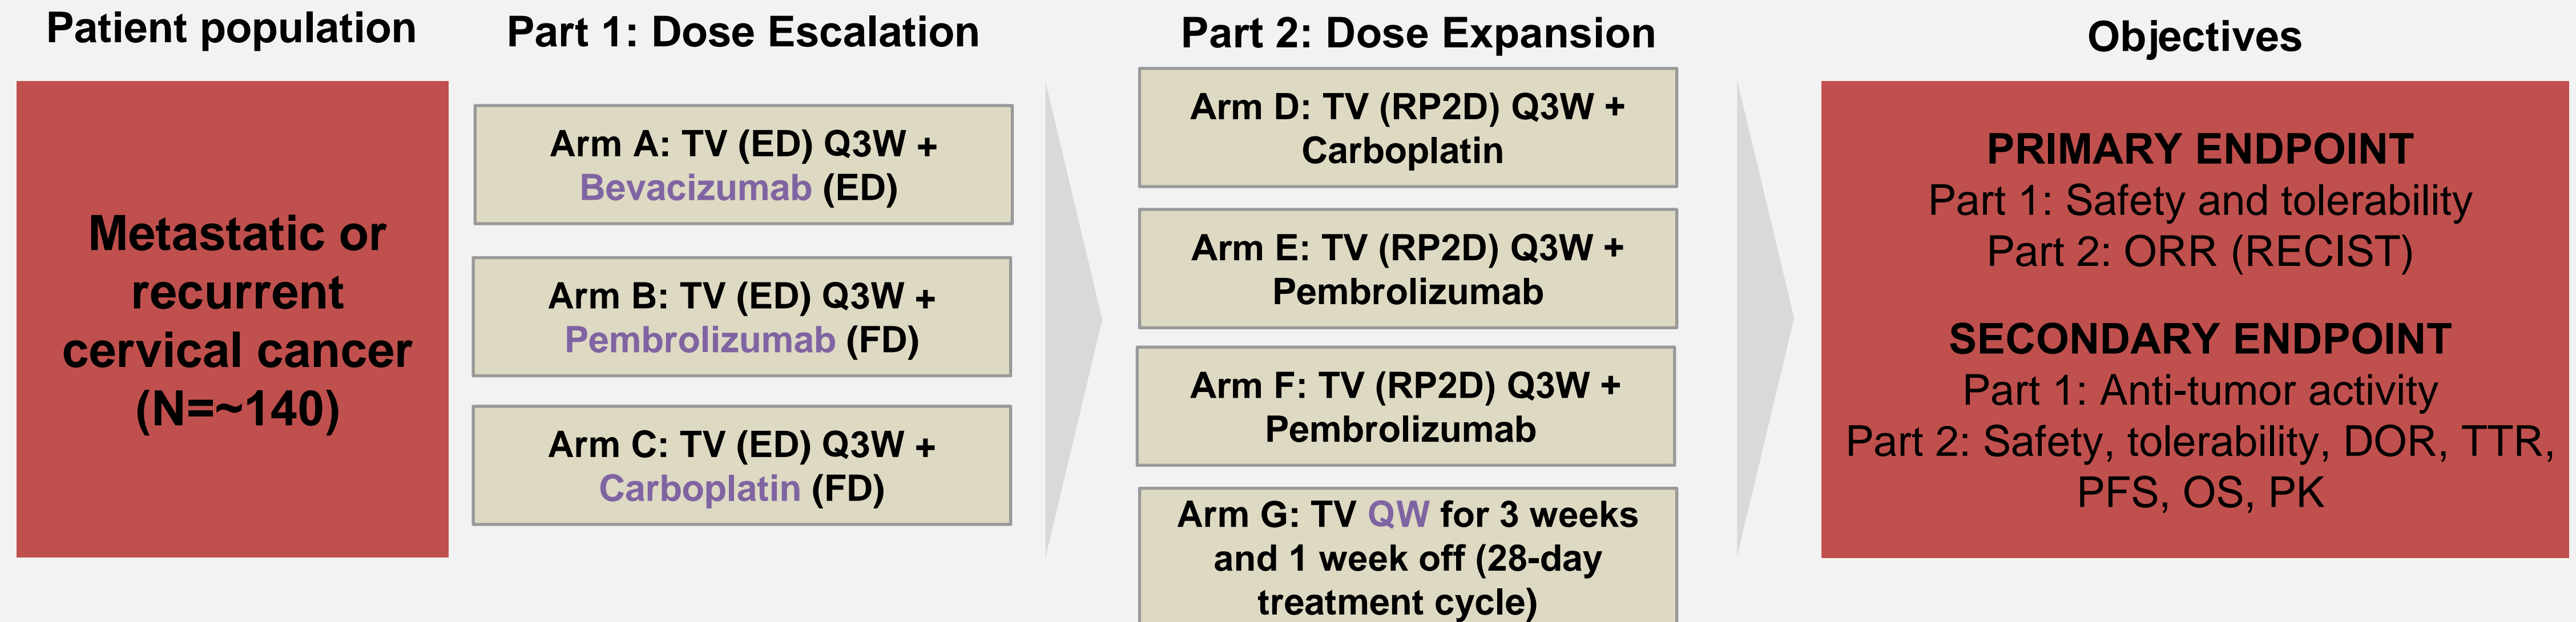 Patient population
Metastatic or
recurrent
cervical cancer
(N=~140)
Part 1: Dose Escalation
Arm A: TV (ED) Q3W +
Bevacizumab (ED)
Arm B: TV (ED) Q3W +
Pembrolizumab (FD)
Arm C: TV (ED) Q3W +
Carboplatin (FD)
Part 2: Dose Expansion
Arm D: TV (RP2D) Q3W +
Carboplatin
Arm E: TV (RP2D) Q3W +
Pembrolizumab
Arm F: TV (RP2D) Q3W +
Pembrolizumab
Arm G: TV QW for 3 weeks
and 1 week off (28-day
treatment cycle)
Objectives
PRIMARY ENDPOINT
Part 1: Safety and tolerability
Part 2: ORR (RECIST)
SECONDARY ENDPOINT
Part 1: Anti-tumor activity
Part 2: Safety, tolerability, DOR, TTR,
PFS, OS, PK